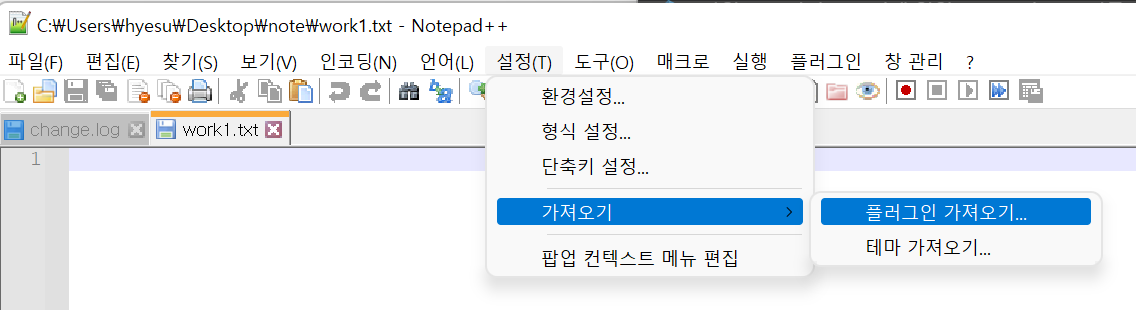 C:₩Users₩hyesu₩Desktop₩note₩work1.txt - Notepad++
파일(F) 편집(E) 찾기(S) 보기(V) 인코딩(N) 언어(L) 설정(T) 도구(O) 매크로 실행 플러그인 창 관리 ?
change.log work1.txt
1
환경설정...
형식 설정...
단축키 설정...
가져오기
플러그인 가져오기...
테마 가져오기...
팝업 컨텍스트 메뉴 편집